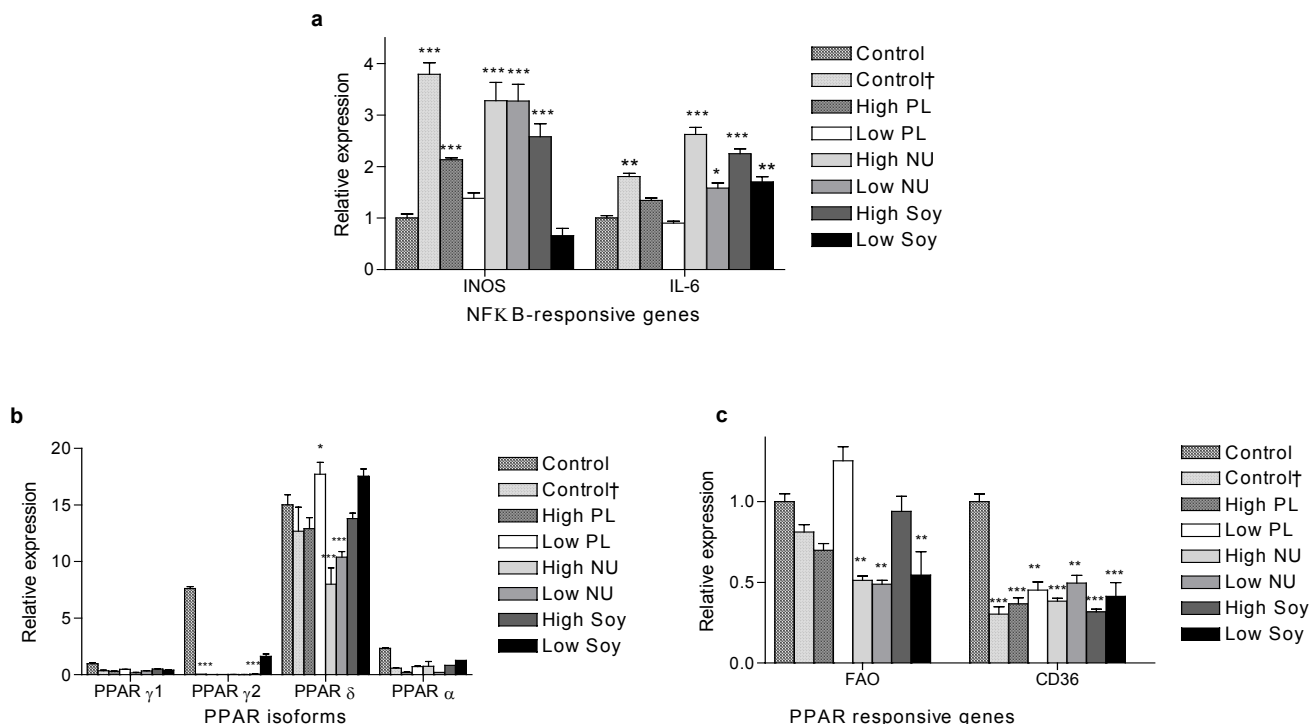 a
Relative expression
4
3
2
1
0
*** *** *** *** *** ** *** * *** **
INOS IL-6
NFΚ B-responsive genes
Control
Control†
High PL
Low PL
High NU
Low NU
High Soy
Low Soy
b
Relative expression
20
15
10
5
0
*** *** * *** ***
PPAR γ1 PPAR γ2 PPAR δ PPAR α
PPAR isoforms
Control
Control†
High PL
Low PL
High NU
Low NU
High Soy
Low Soy
c
Relative expression
1.0
0.5
0.0
** ** ** *** *** ** *** ** *** ***
FAO CD36
PPAR responsive genes
Control
Control†
High PL
Low PL
High NU
Low NU
High Soy
Low Soy